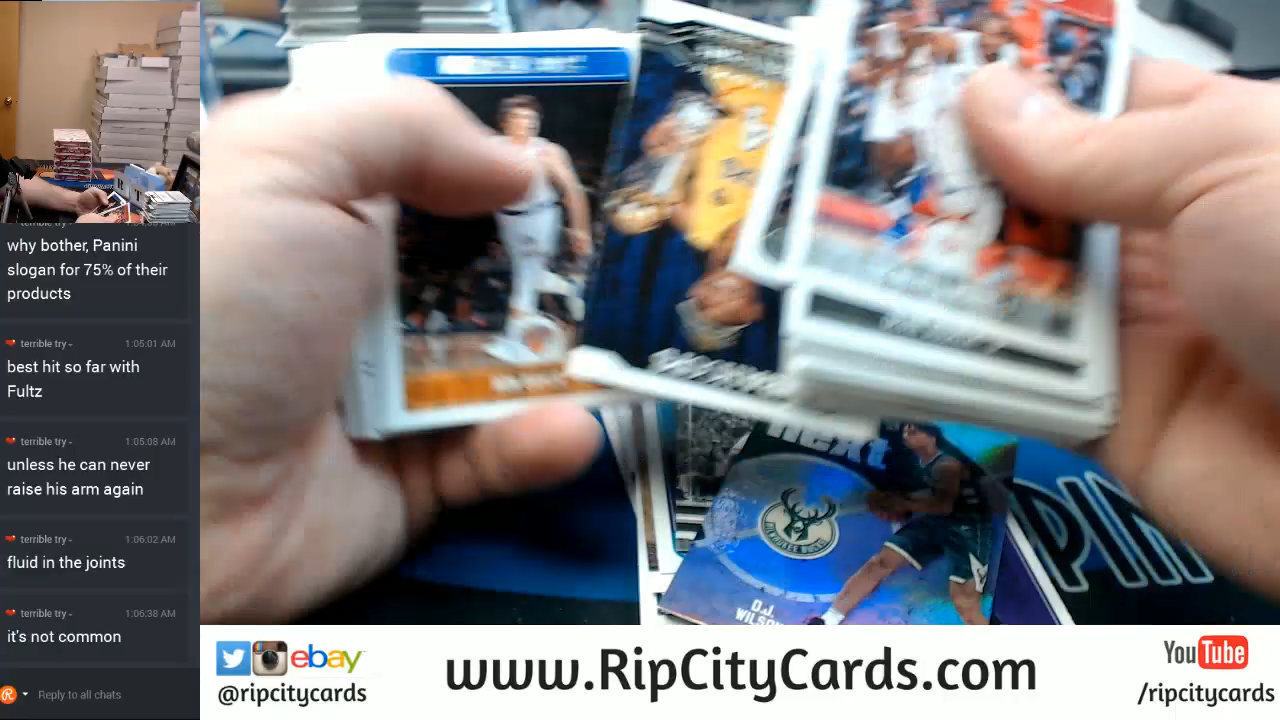 why bother, Panini
slogan for 75% of their
products
terrible try- 1:05:01 AM
best hit so far with
Fultz
terrible try- 1:05:08 AM
unless he can never
raise his arm again
terrible try- 1:06:02 AM
fluid in the joints
terrible try- 1:06:38 AM
it's not common
Reply to all chats
NEXT
MILWAUKEE BUCKS
D.J.
WILSON
ebay
@ripcitycards
www.RipCityCards.com
YouTube
/ripcitycards